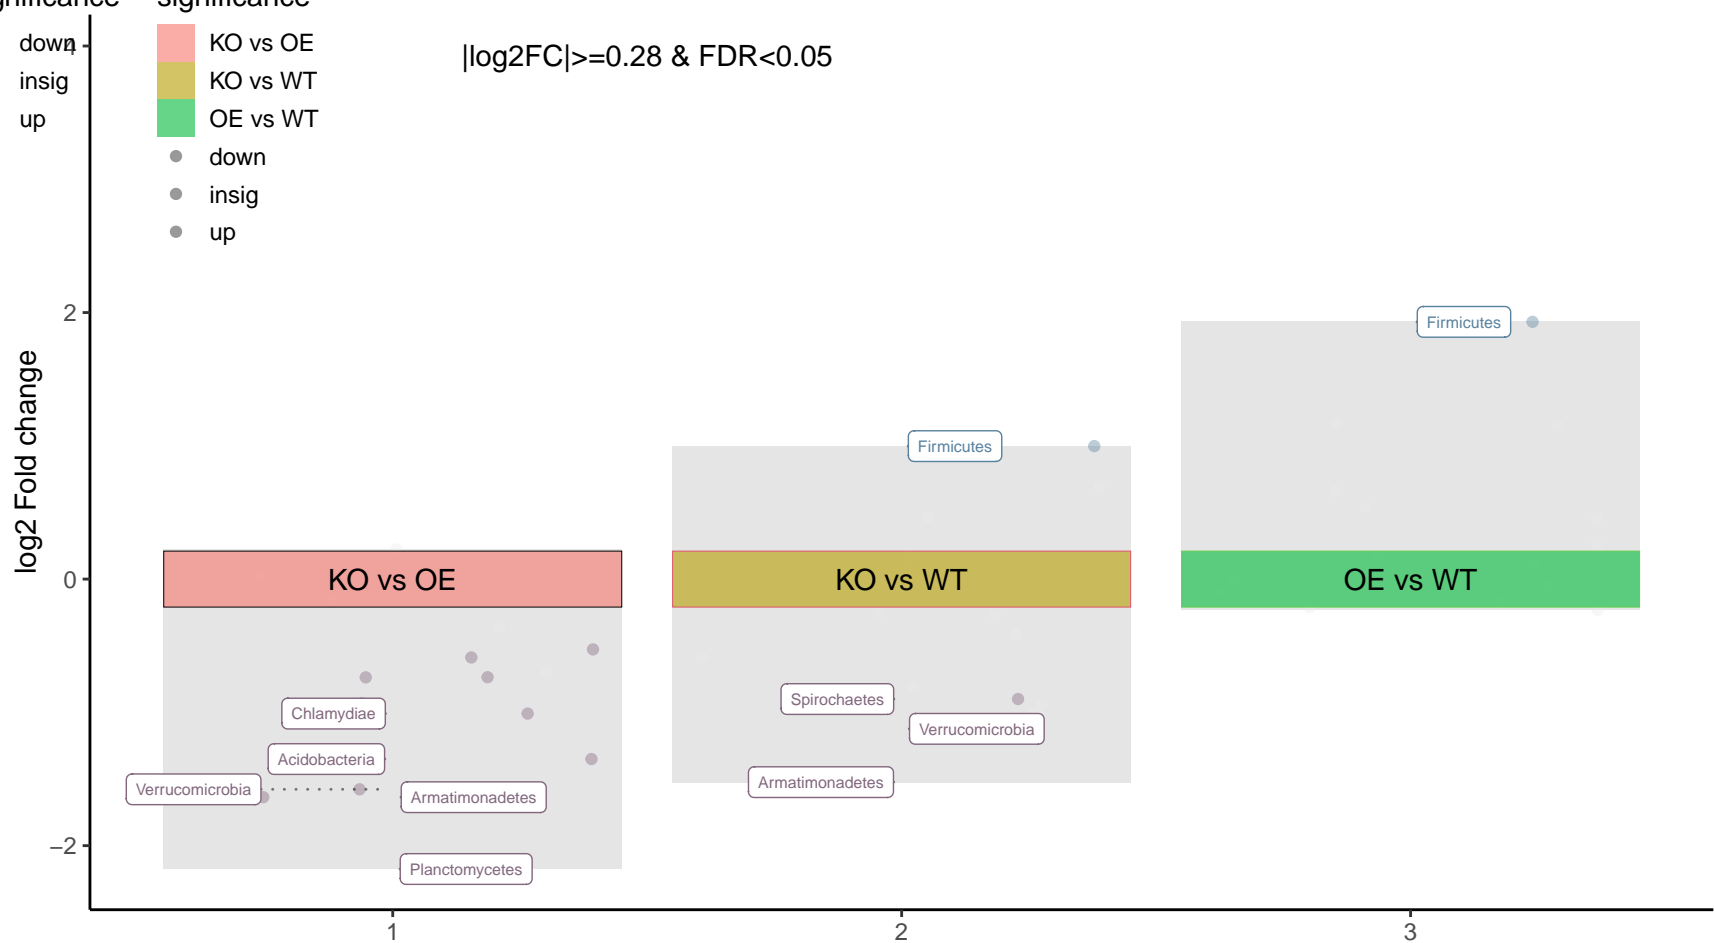 significance
down
insig
up
KO vs OE
KO vs WT
OE vs WT
down
insig
up
|log2FC|>=0.28 & FDR<0.05
log2 Fold change
4
2
0
−2
1
2
3
KO vs OE
KO vs WT
OE vs WT
Chlamydiae
Acidobacteria
Verrucomicrobia
Armatimonadetes
Planctomycetes
Firmicutes
Spirochaetes
Verrucomicrobia
Armatimonadetes
Firmicutes